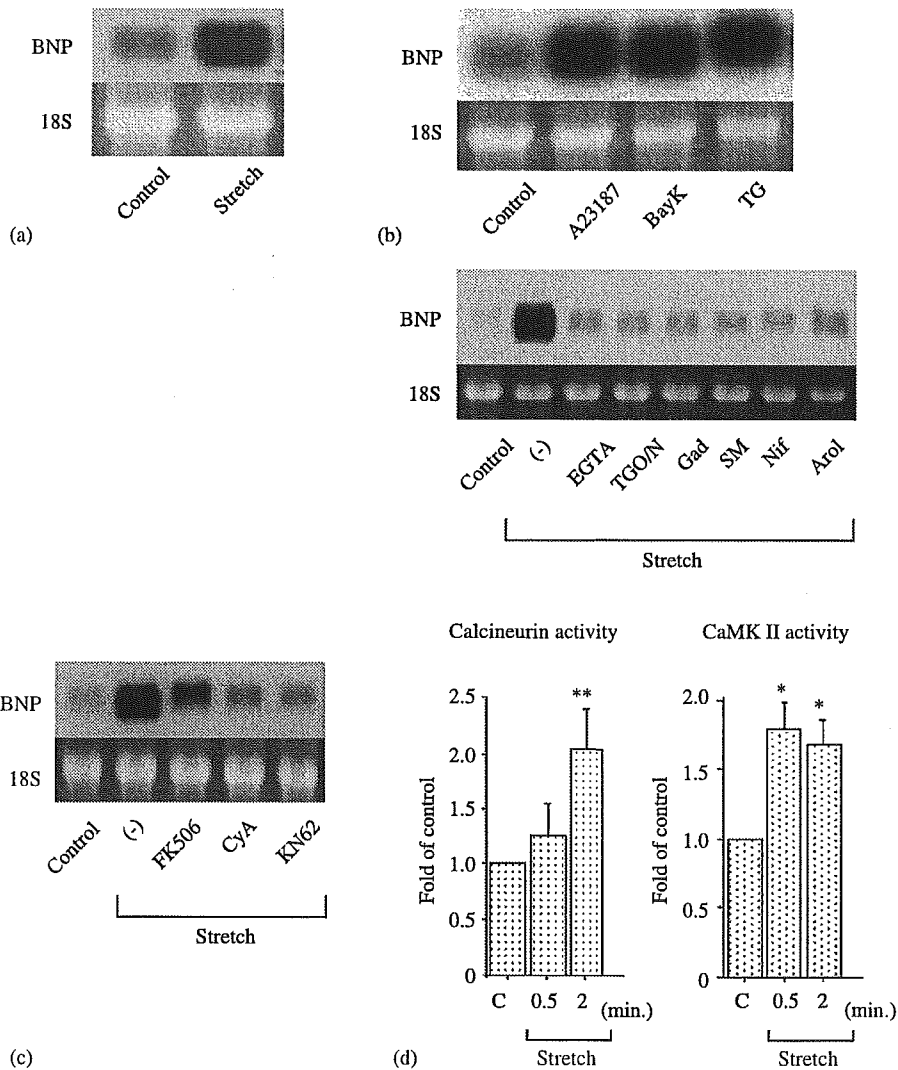 BNP
18S
Control
Stretch
(a)
BNP
18S
Control
A23187
BayK
TG
(b)
BNP
18S
Control
(-)
EGTA
TGO/N
Gad
SM
Nif
Arol
Stretch
BNP
18S
Control
(-)
FK506
CyA
KN62
Stretch
(c)
Calcineurin activity
Fold of control
2.5
2.0
1.5
1.0
0.5
0
**
C
0.5
2
(min.)
Stretch
CaMK II activity
Fold of control
2.0
1.0
0.5
0
*
*
C
0.5
2
(min.)
Stretch
(d)